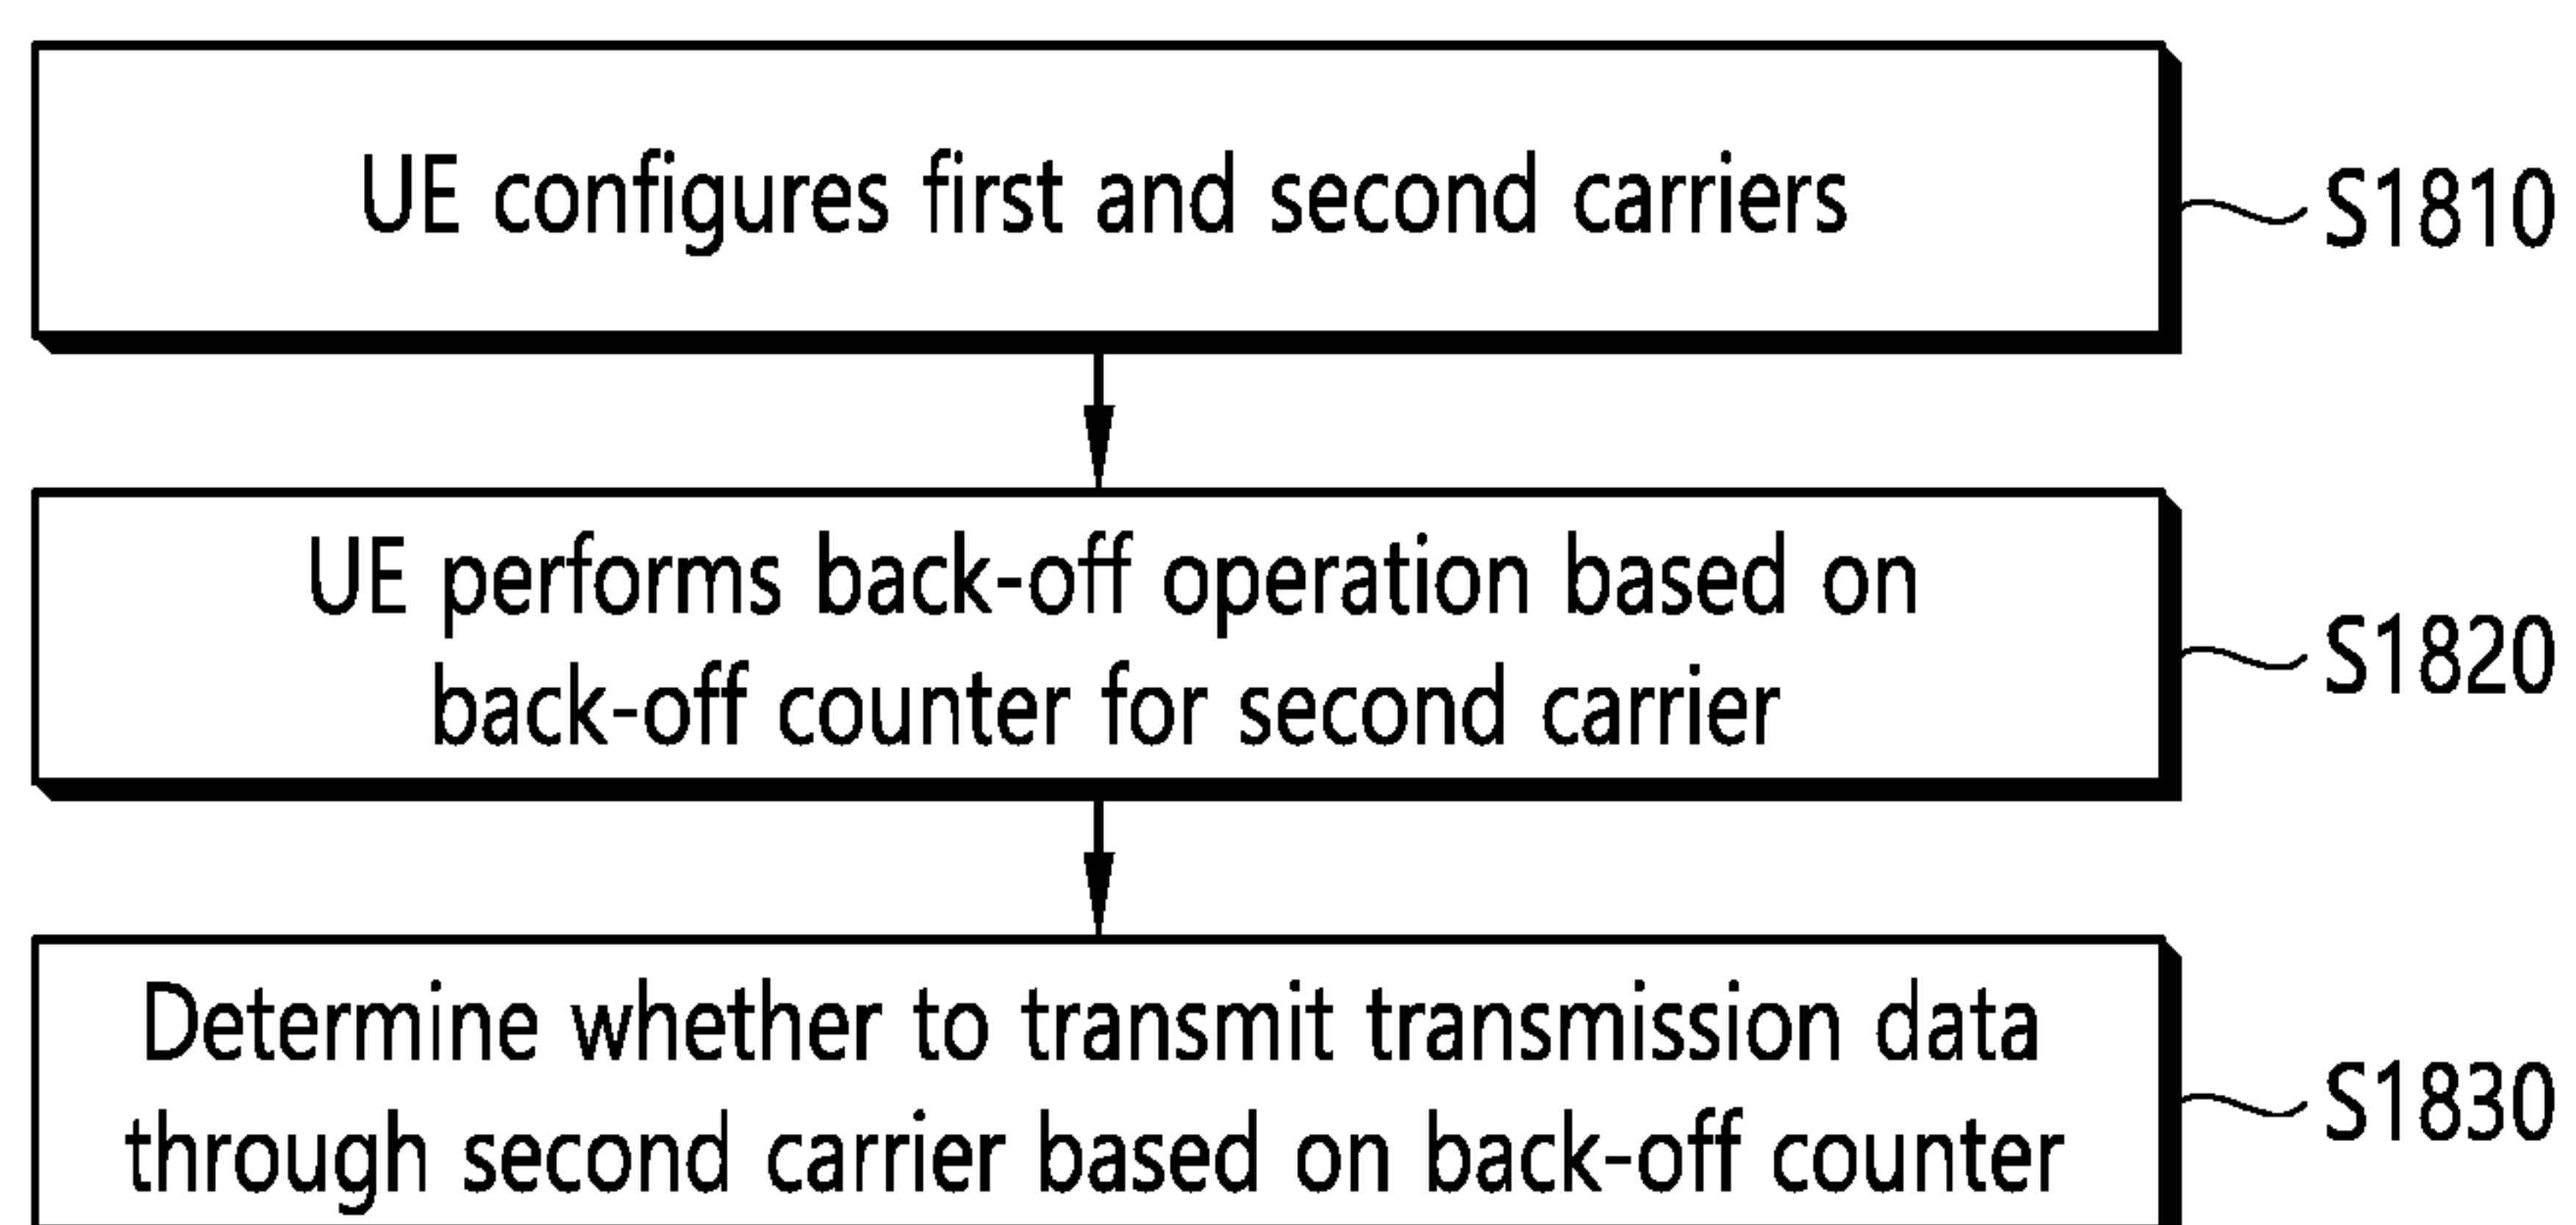 UE configures first and second carriers
S1810
UE performs back-off operation based on
back-off counter for second carrier
S1820
Determine whether to transmit transmission data
through second carrier based on back-off counter
S1830